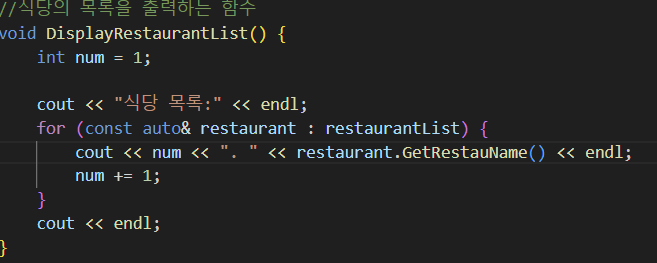 //식당의 목록을 출력하는 함수
void DisplayRestaurantList() {
    int num = 1;

    cout << "식당 목록:" << endl;
    for (const auto& restaurant : restaurantList) {
        cout << num << ". " << restaurant.GetRestauName() << endl;
        num += 1;
    }
    cout << endl;
}